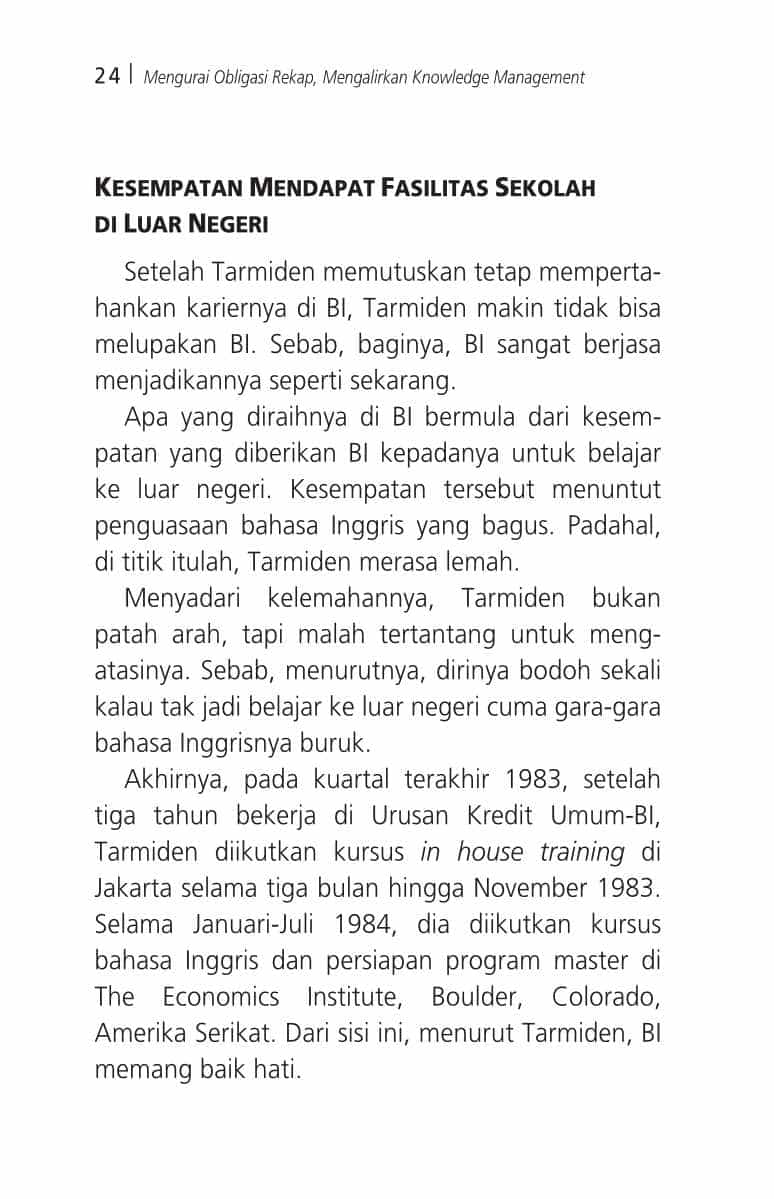 24 | Mengurai Obligasi Rekap, Mengalirkan Knowledge Management
KESEMPATAN MENDAPAT FASILITAS SEKOLAH
DI LUAR NEGERI
Setelah Tarmiden memutuskan tetap memperta-
hankan kariernya di BI, Tarmiden makin tidak bisa
melupakan BI. Sebab, baginya, BI sangat berjasa
menjadikannya seperti sekarang.
Apa yang diraihnya di BI bermula dari kesem-
patan yang diberikan BI kepadanya untuk belajar
ke luar negeri. Kesempatan tersebut menuntut
penguasaan bahasa Inggris yang bagus. Padahal,
di titik itulah, Tarmiden merasa lemah.
Menyadari kelemahannya, Tarmiden bukan
patah arah, tapi malah tertantang untuk meng-
atasinya. Sebab, menurutnya, dirinya bodoh sekali
kalau tak jadi belajar ke luar negeri cuma gara-gara
bahasa Inggrisnya buruk.
Akhirnya, pada kuartal terakhir 1983, setelah
tiga tahun bekerja di Urusan Kredit Umum-BI,
Tarmiden diikutkan kursus in house training di
Jakarta selama tiga bulan hingga November 1983.
Selama Januari-Juli 1984, dia diikutkan kursus
bahasa Inggris dan persiapan program master di
The Economics Institute, Boulder, Colorado,
Amerika Serikat. Dari sisi ini, menurut Tarmiden, BI
memang baik hati.